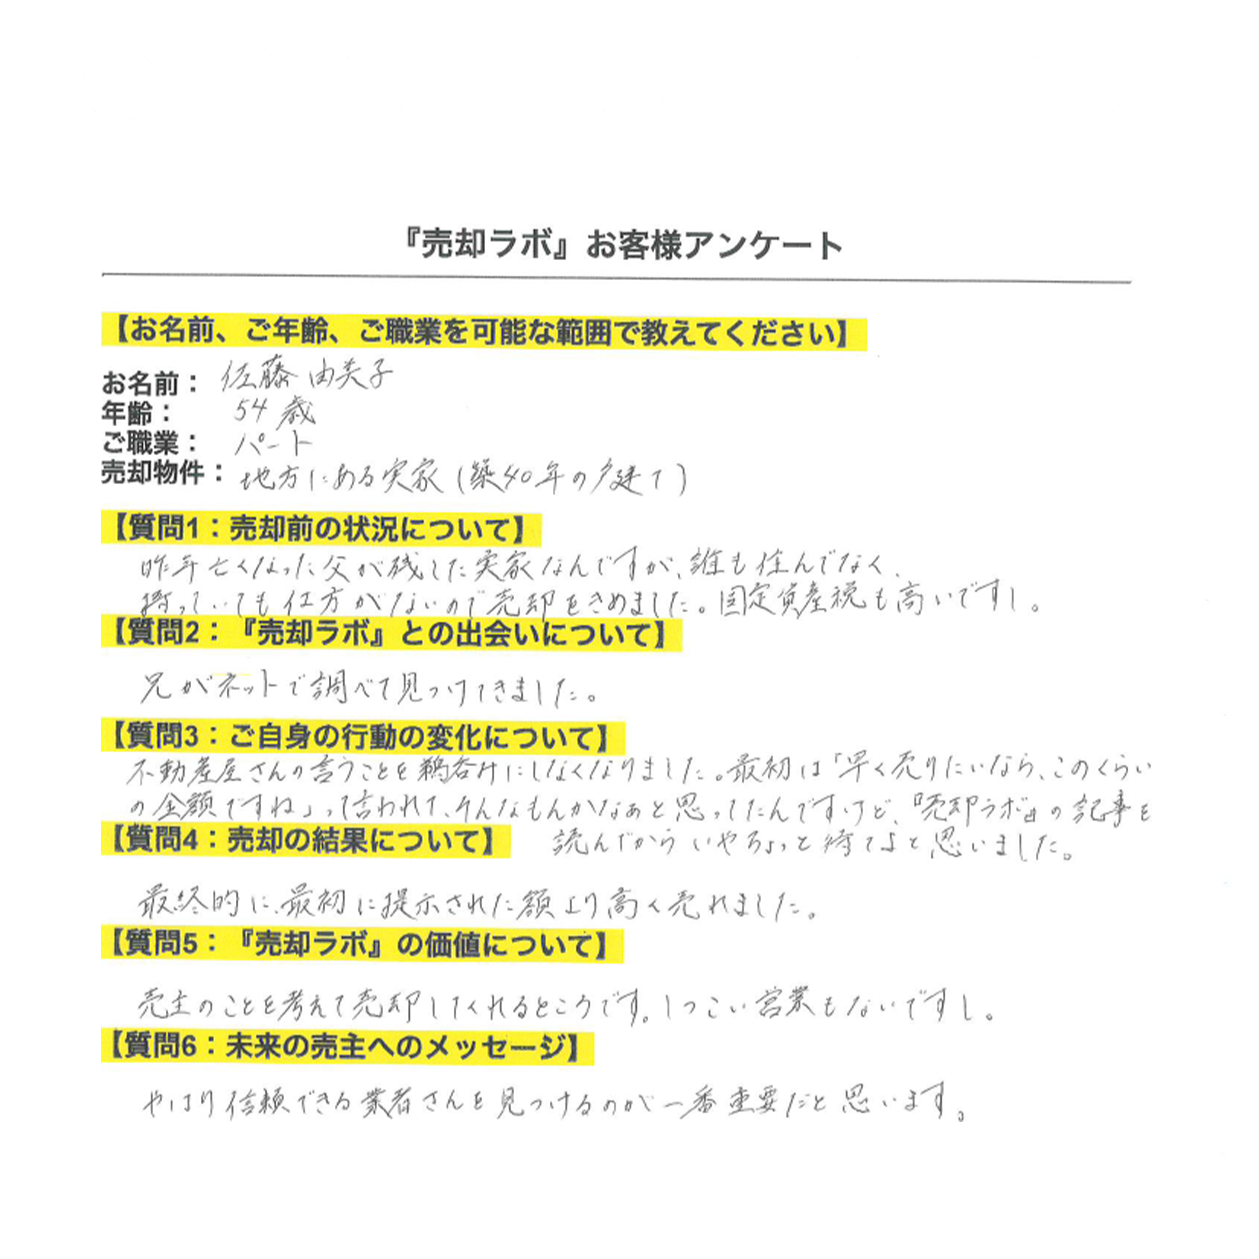 『売却ラボ』お客様アンケート
【お名前、ご年齢、ご職業を可能な範囲で教えてください】
お名前： 佐藤 由美子
年齢： 54歳
ご職業： パート
売却物件： 地方にある実家(築40年の戸建て)
【質問1：売却前の状況について】
昨年亡くなった父が残した実家なんですが、誰も住んでなく、
持っていても仕方がないので売却をきめました。固定資産税も高いですし。
【質問2：『売却ラボ』との出会いについて】
兄がネットで調べて見つけてきました。
【質問3：ご自身の行動の変化について】
不動産屋さんの言うことを鵜呑みにしなくなりました。最初は「早く売りたいなら、このくらい
の金額ですね」って言われて、そんなもんかなぁと思ってたんですけど、『売却ラボ』の記事を
読んでから いやちょっと待てよと思いました。
【質問4：売却の結果について】
最終的に、最初に提示された額より高く売れました。
【質問5：『売却ラボ』の価値について】
売主のことを考えて売却してくれるところです。しつこい営業もないですし。
【質問6：未来の売主へのメッセージ】
やはり信頼できる業者さんを見つけるのが一番重要だと思います。